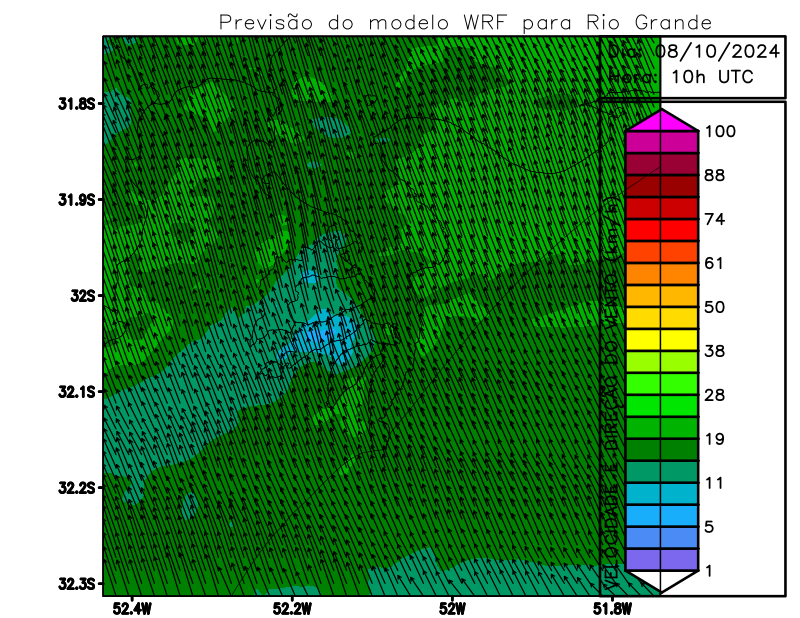 Previsão do modelo WRF para Rio Grande
Dia: 08/10/2024
Hora: 10h UTC
31.8S
31.9S
32S
32.1S
32.2S
32.3S
52.4W
52.2W
52W
51.8W
VELOCIDADE E DIREÇÃO DO VENTO (km/h)
100
88
74
61
50
38
28
19
11
5
1